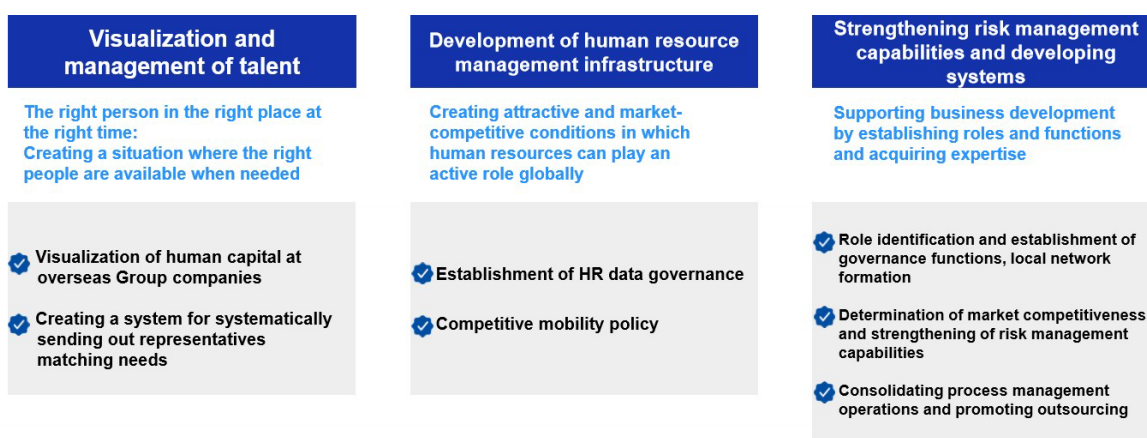 Visualization and
management of talent
The right person in the right place at
the right time:
Creating a situation where the right
people are available when needed
Visualization of human capital at
overseas Group companies
Creating a system for systematically
sending out representatives
matching needs
Development of human resource
management infrastructure
Creating attractive and market-
competitive conditions in which
human resources can play an
active role globally
Establishment of HR data governance
Competitive mobility policy
Strengthening risk management
capabilities and developing
systems
Supporting business development
by establishing roles and functions
and acquiring expertise
Role identification and establishment of
governance functions, local network
formation
Determination of market competitiveness
and strengthening of risk management
capabilities
Consolidating process management
operations and promoting outsourcing